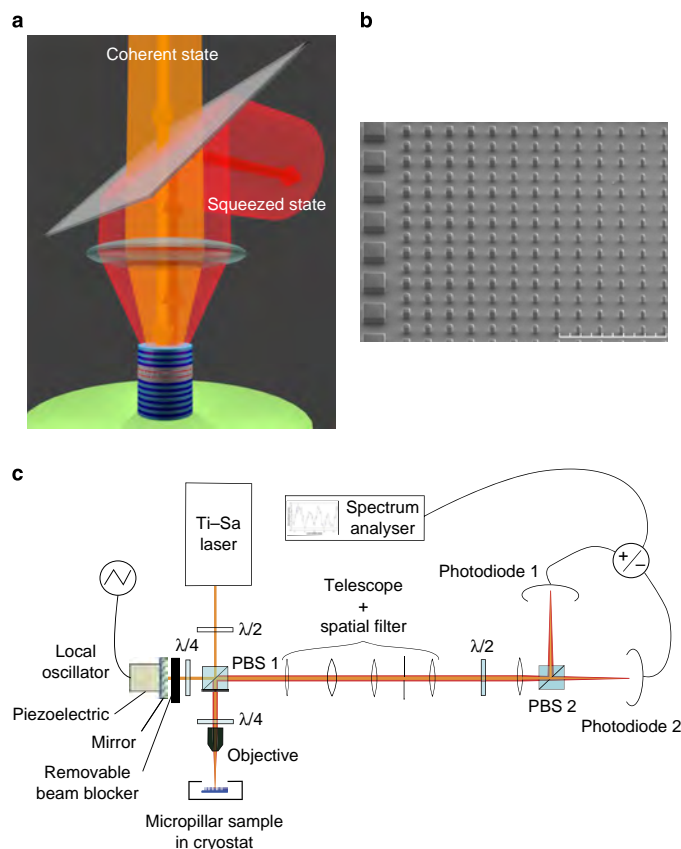 a
Coherent state
Squeezed state
b
c
Ti–Sa
laser
Spectrum
analyser
+
−
Photodiode 1
Telescope
+
spatial filter
λ/2
λ/4
PBS 1
λ/2
Local
oscillator
Piezoelectric
Mirror
Removable
beam blocker
λ/4
Objective
PBS 2
Photodiode 2
Micropillar sample
in cryostat